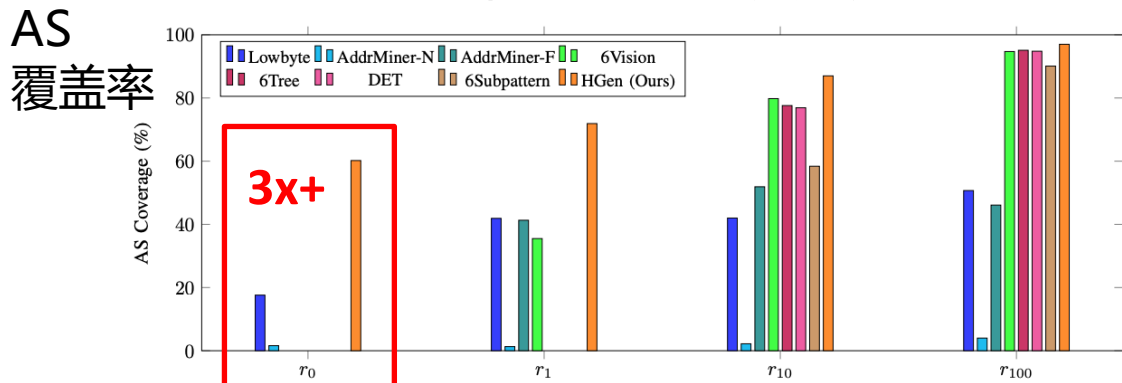 AS
覆盖率
AS Coverage (%)
100
80
60
40
20
0
Lowbyte AddrMiner-N AddrMiner-F 6Vision
6Tree DET 6Subpattern HGen (Ours)
3x+
r0 r1 r10 r100